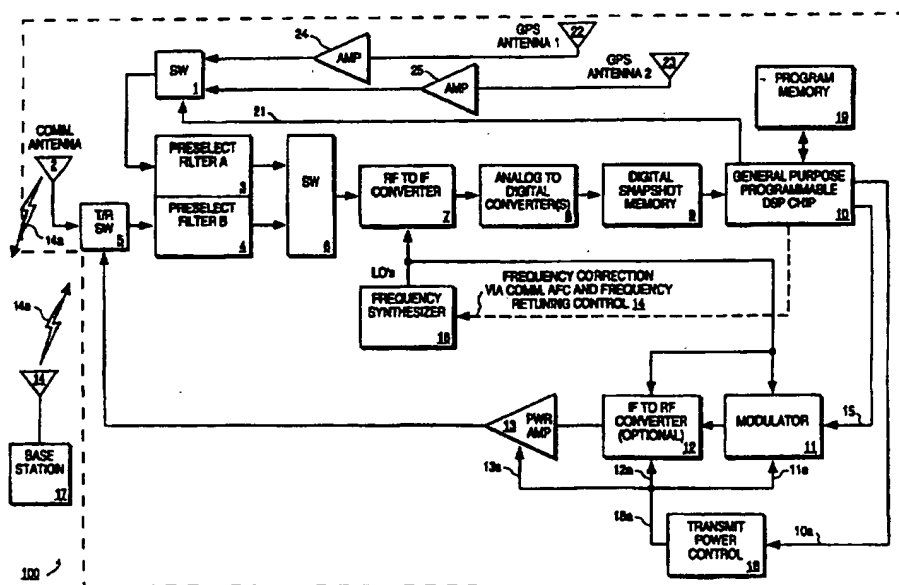 24
AMP
GPS
ANTENNA 1
22
25
AMP
GPS
ANTENNA 2
23
SW
1
21
PROGRAM
MEMORY
19
COMM.
ANTENNA
2
14a
T/R
SW
5
PRESELECT
FILTER A
3
PRESELECT
FILTER B
4
SW
6
RF TO IF
CONVERTER
7
ANALOG TO
DIGITAL
CONVERTER(S)
8
DIGITAL
SNAPSHOT
MEMORY
9
GENERAL PURPOSE
PROGRAMMABLE
DSP CHIP
10
LO's
FREQUENCY
SYNTHESIZER
16
FREQUENCY CORRECTION
VIA COMM. AFC AND FREQUENCY
RETUNING CONTROL 14
14a
14
BASE
STATION
17
13
PWR
AMP
13a
IF TO RF
CONVERTER
(OPTIONAL)
12
12a
MODULATOR
11
11a
15
18a
TRANSMIT
POWER
CONTROL
18
10a
100